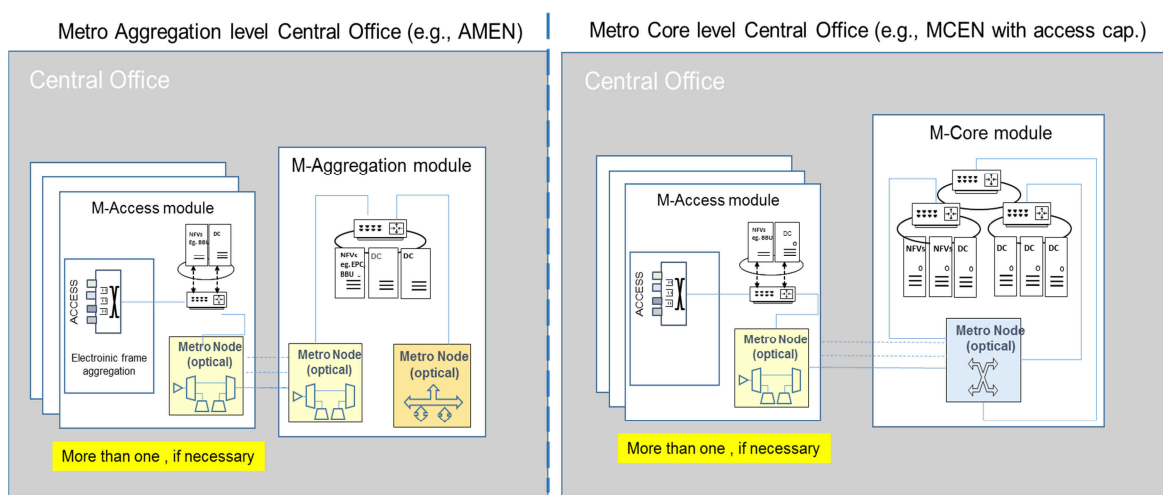 Metro Aggregation level Central Office (e.g., AMEN)
Central Office
M-Access module
NFVs
Eg. BBU
DC
ACCESS
Electroinic frame
aggregation
Metro Node
(optical)
More than one , if necessary
M-Aggregation module
NFVs
eg. EPC,
BBU
DC
DC
Metro Node
(optical)
Metro Node
(optical)
Metro Core level Central Office (e.g., MCEN with access cap.)
Central Office
M-Access module
NFVs
eg. BBU
DC
ACCESS
Metro Node
(optical)
More than one , if necessary
M-Core module
NFVs
NFVs
DC
DC
DC
DC
Metro Node
(optical)